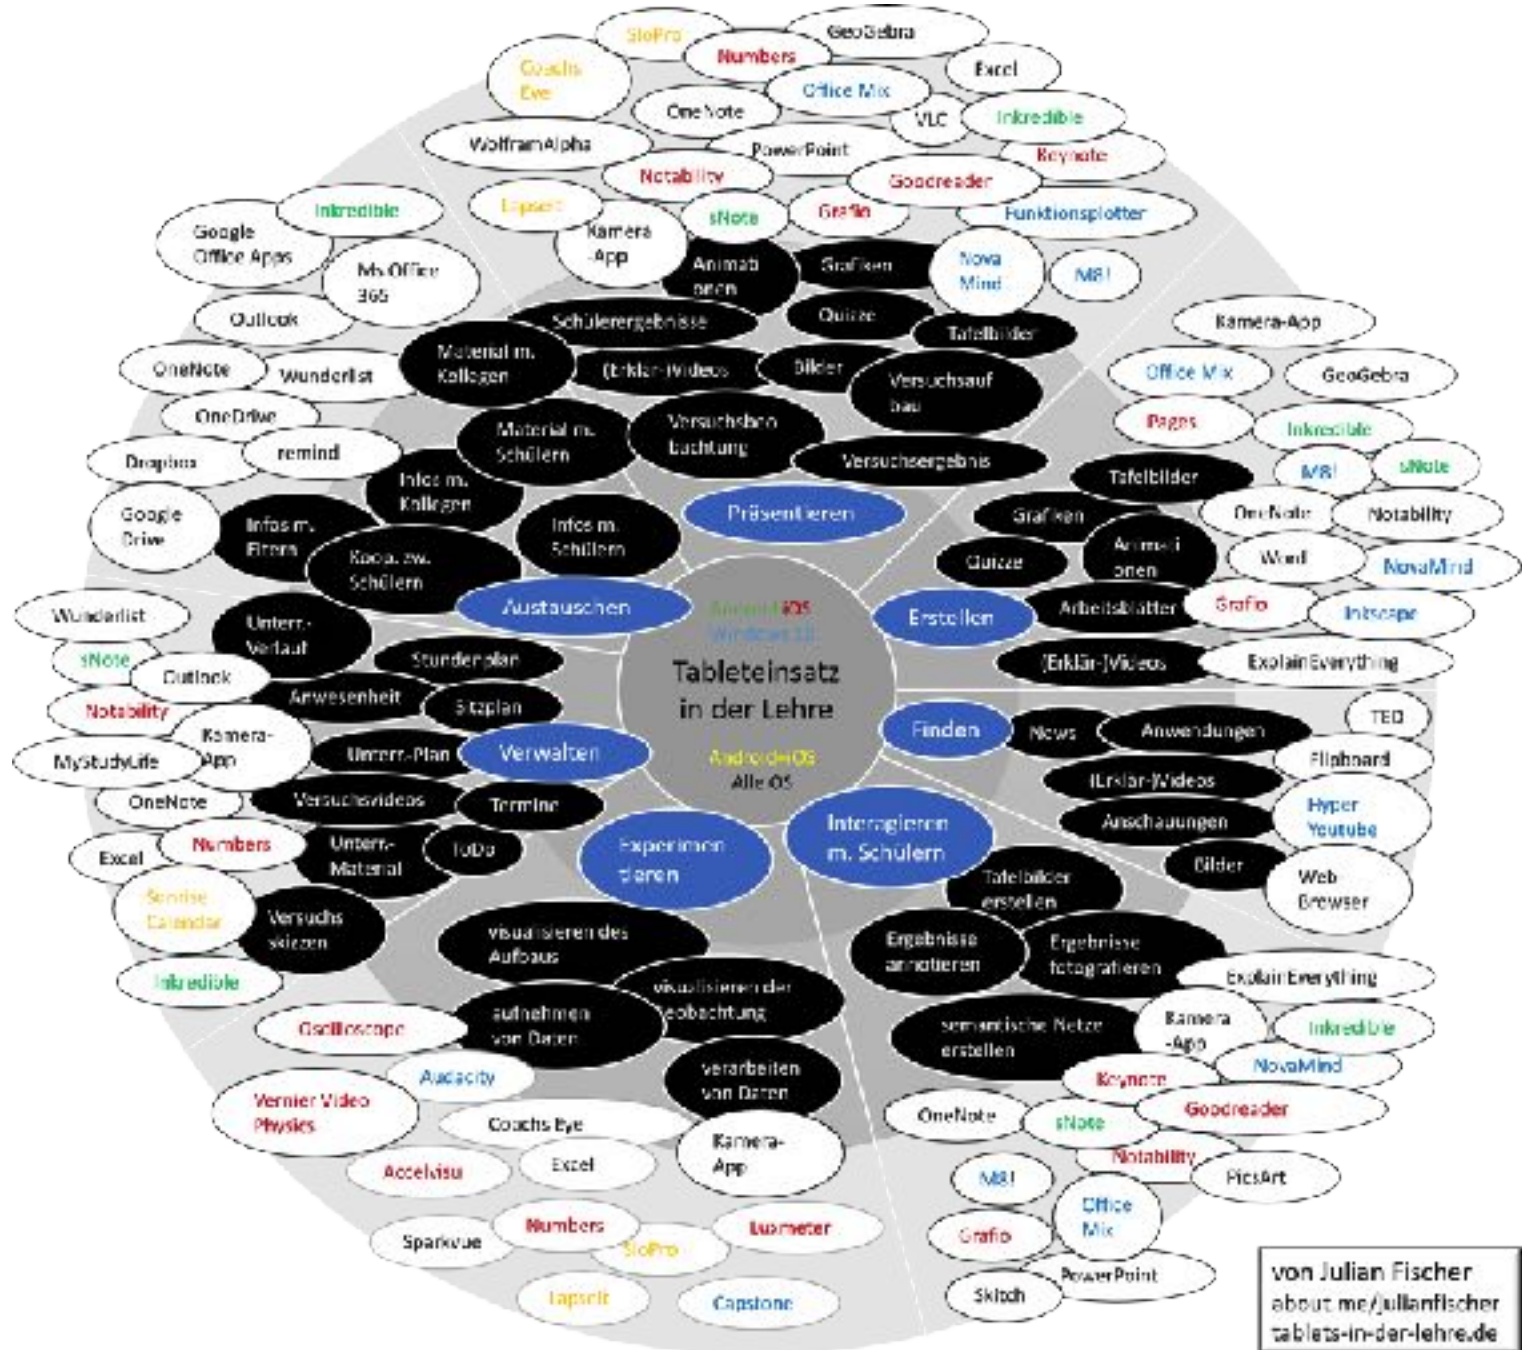 SloPro
GeoGebra
Numbers
Coachs
Eye
Excel
Office Mix
OneNote
VLC
Inkredible
WolframAlpha
PowerPoint
Keynote
Notability
Goodreader
Lapseit
sNote
Grafio
Funktionsplotter
Kamera
-App
Nova
Mind
M8!
Animati
onen
Grafiken
Quizze
Tafelbilder
Schülerergebnisse
(Erklär-)Videos
Bilder
Versuchsauf
bau
Versuchsbeo
bachtung
Versuchsergebnis
Präsentieren
Inkredible
Google
Office Apps
Ms Office
365
Outlook
OneNote
Wunderlist
OneDrive
remind
Dropbox
Google
Drive
Material m.
Kollegen
Material m.
Schülern
Infos m.
Kollegen
Infos m.
Eltern
Infos m.
Schülern
Koop. zw.
Schülern
Austauschen
Kamera-App
Office Mix
GeoGebra
Pages
Inkredible
M8!
sNote
OneNote
Notability
Word
NovaMind
Grafio
Inkscape
ExplainEverything
Tafelbilder
Grafiken
Animati
onen
Quizze
Arbeitsblätter
(Erklär-)Videos
Erstellen
Android iOS
Windows 10
Tableteinsatz
in der Lehre
Android+iOS
Alle OS
Wunderlist
sNote
Outlook
Notability
Kamera-
App
MyStudyLife
OneNote
Numbers
Excel
Sunrise
Calendar
Inkredible
Unterr.-
Verlauf
Stundenplan
Anwesenheit
Sitzplan
Unterr.-Plan
Versuchsvideos
Termine
Unterr.-
Material
ToDo
Versuchs
skizzen
Verwalten
Finden
News
Anwendungen
(Erklär-)Videos
Anschauungen
Bilder
TED
Flipboard
Hyper
Youtube
Web
Browser
Experimen
tieren
visualisieren des
Aufbaus
visualisieren der
Beobachtung
aufnehmen
von Daten
verarbeiten
von Daten
Oscilloscope
Audacity
Vernier Video
Physics
Coachs Eye
Kamera-
App
Accelvisu
Excel
Numbers
Luxmeter
Sparkvue
SloPro
Lapseit
Capstone
Interagieren
m. Schülern
Tafelbilder
erstellen
Ergebnisse
annotieren
Ergebnisse
fotografieren
semantische Netze
erstellen
ExplainEverything
Kamera
-App
Inkredible
NovaMind
Keynote
Goodreader
OneNote
sNote
Notability
PicsArt
M8!
Office
Mix
Grafio
PowerPoint
Skitch
von Julian Fischer
about me/julianfischer
tablets-in-der-lehre.de